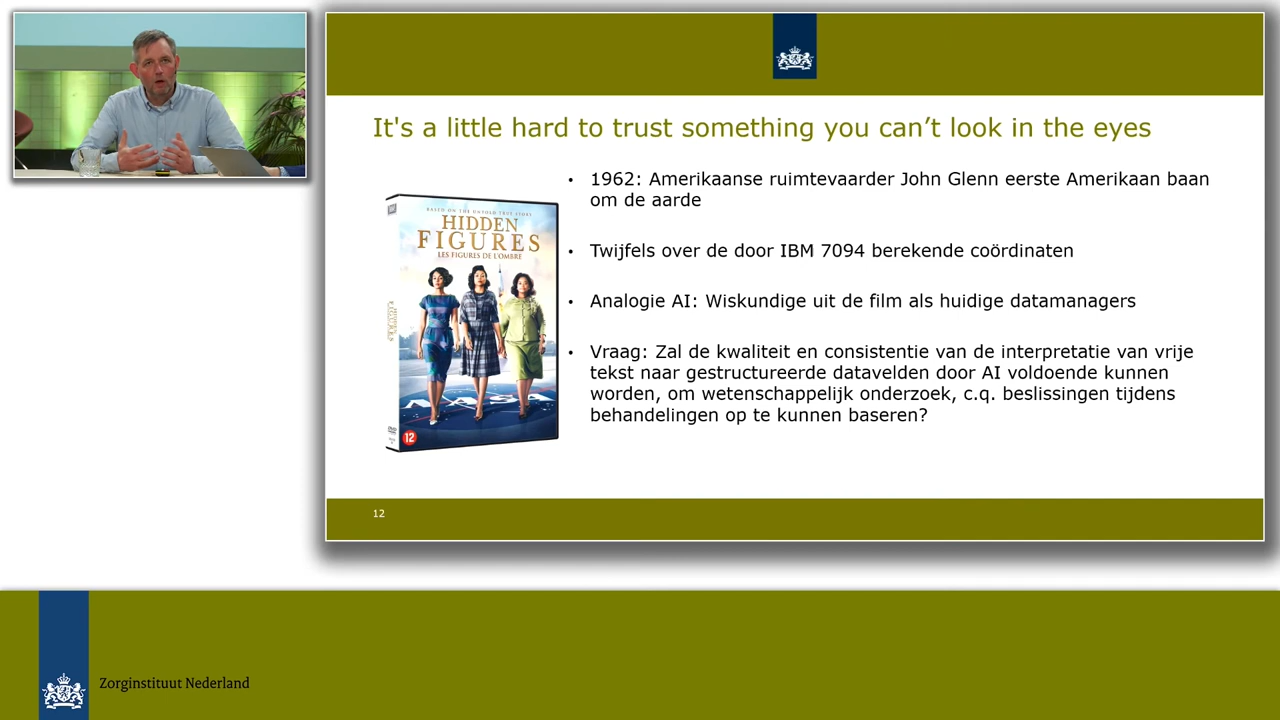 It's a little hard to trust something you can’t look in the eyes
• 1962: Amerikaanse ruimtevaarder John Glenn eerste Amerikaan baan
om de aarde
• Twijfels over de door IBM 7094 berekende coördinaten
• Analogie AI: Wiskundige uit de film als huidige datamanagers
• Vraag: Zal de kwaliteit en consistentie van de interpretatie van vrije
tekst naar gestructureerde datavelden door AI voldoende kunnen
worden, om wetenschappelijk onderzoek, c.q. beslissingen tijdens
behandelingen op te kunnen baseren?
BASED ON THE UNTOLD TRUE STORY
HIDDEN
FIGURES
LES FIGURES DE L'OMBRE
12
12
Zorginstituut Nederland